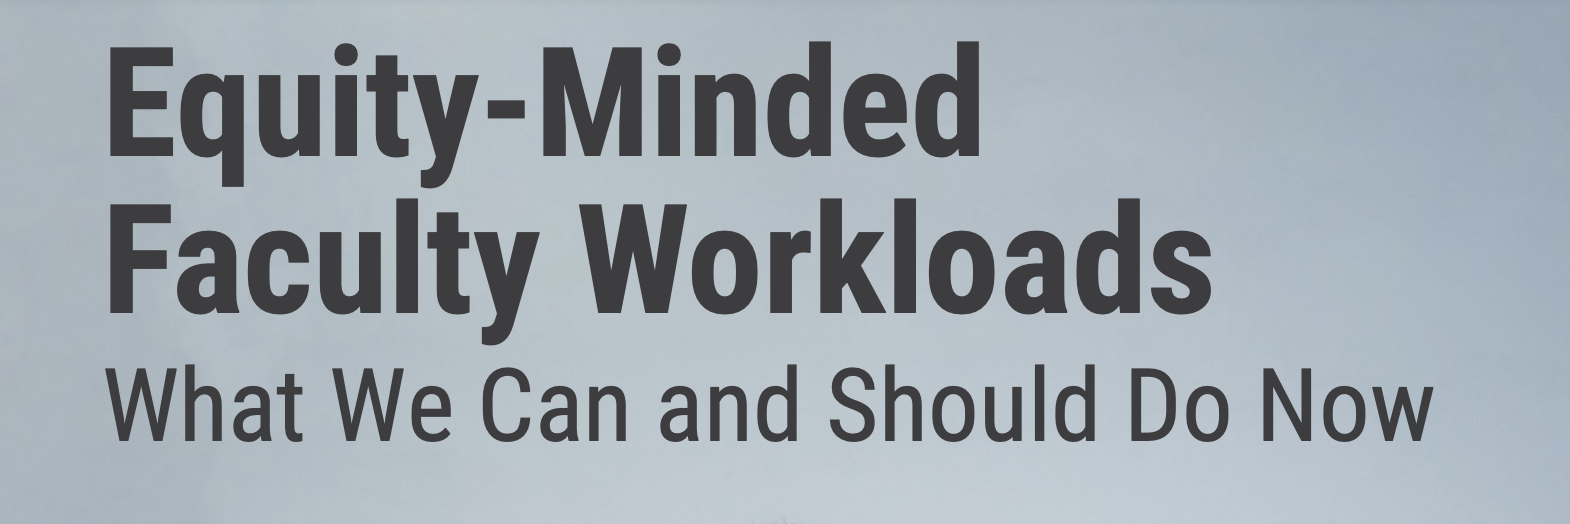 Equity-Minded
Faculty Workloads
What We Can and Should Do Now